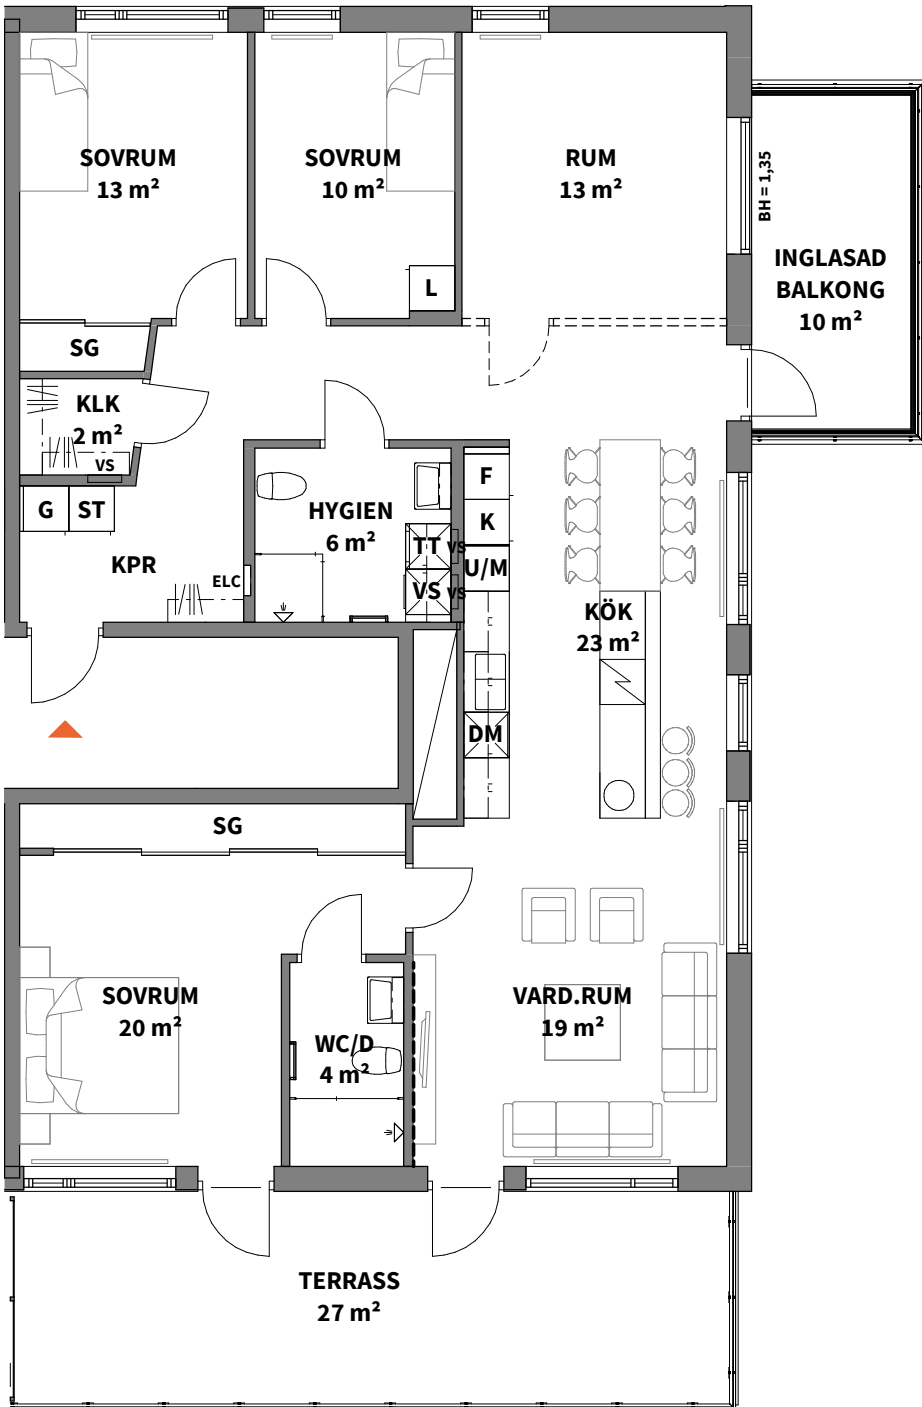 SOVRUM
13 m²
SOVRUM
10 m²
RUM
13 m²
BH = 1,35
INGLASAD
BALKONG
10 m²
L
SG
KLK
2 m²
VS
G
ST
KPR
ELC
HYGIEN
6 m²
TT
VS
VS
VS
F
K
U/M
DM
KÖK
23 m²
SG
SOVRUM
20 m²
WC/D
4 m²
VARD.RUM
19 m²
TERRASS
27 m²